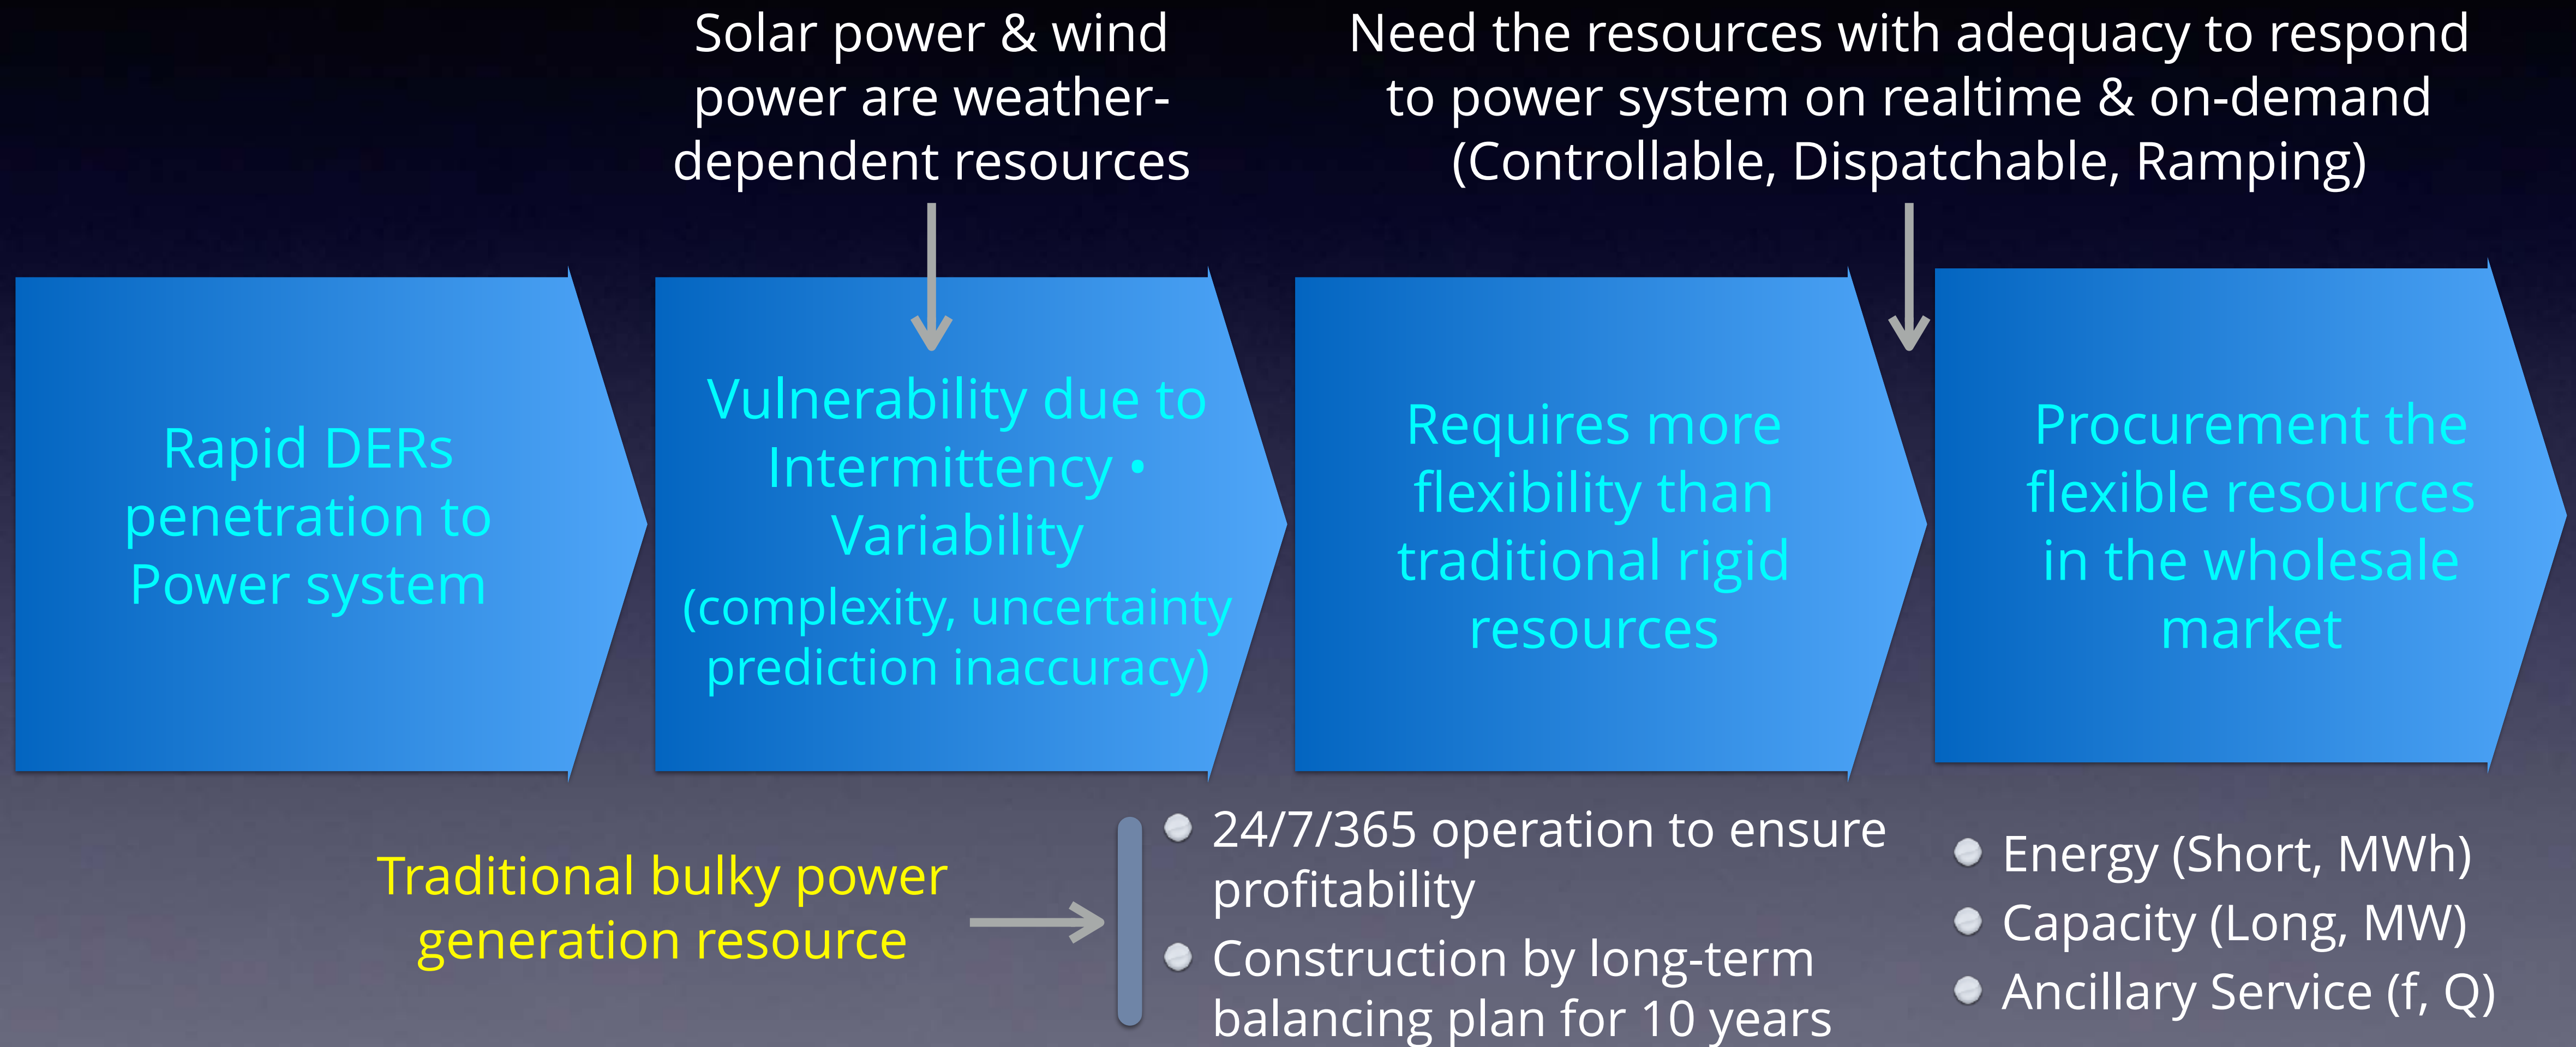 Solar power & wind
power are weather-
dependent resources
Need the resources with adequacy to respond
to power system on realtime & on-demand
(Controllable, Dispatchable, Ramping)
Rapid DERs
penetration to
Power system
Vulnerability due to
Intermittency •
Variability
(complexity, uncertainty
prediction inaccuracy)
Requires more
flexibility than
traditional rigid
resources
Procurement the
flexible resources
in the wholesale
market
Traditional bulky power
generation resource
24/7/365 operation to ensure
profitability
Construction by long-term
balancing plan for 10 years
Energy (Short, MWh)
Capacity (Long, MW)
Ancillary Service (f, Q)